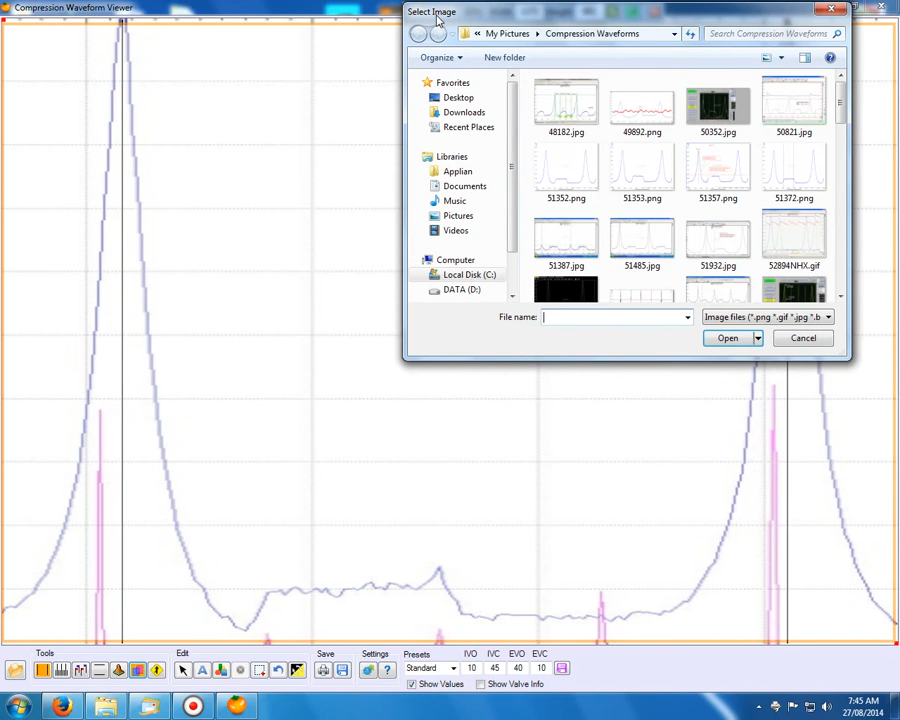 Compression Waveform Viewer
Select Image
« My Pictures Compression Waveforms
Search Compression Waveforms
Organize
New folder
Favorites
Desktop
Downloads
Recent Places
Libraries
Applian
Documents
Music
Pictures
Videos
Computer
Local Disk (C:)
DATA (D:)
48182.jpg
49892.png
50352.jpg
50821.jpg
51352.png
51353.png
51357.png
51372.png
51387.jpg
51485.jpg
51932.jpg
52894NHX.gif
File name:
Image files (*.png *.gif *.jpg *.b
Open
Cancel
Tools
Edit
Save
Settings
Presets
IVO
IVC
EVO
EVC
Standard
10
45
40
10
Show Values
Show Valve Info
7:45 AM
27/08/2014